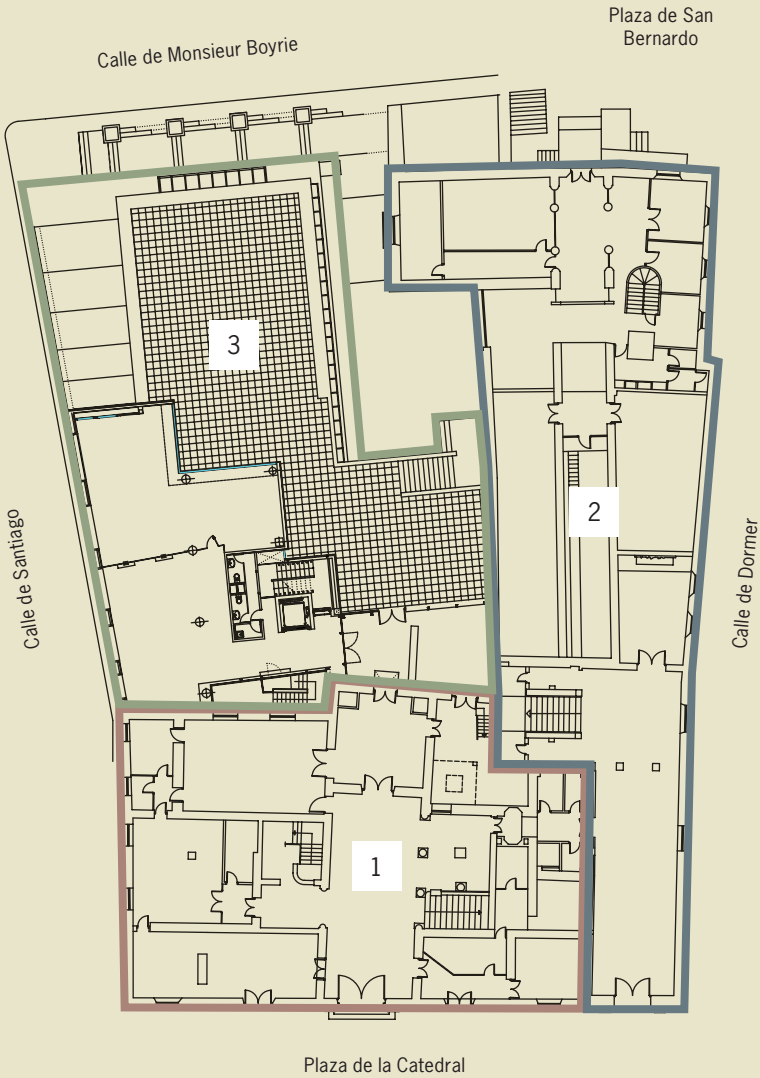 Plaza de San
Bernardo
Calle de Monsieur Boyrie
3
2
Calle de Santiago
Calle de Dormer
1
Plaza de la Catedral